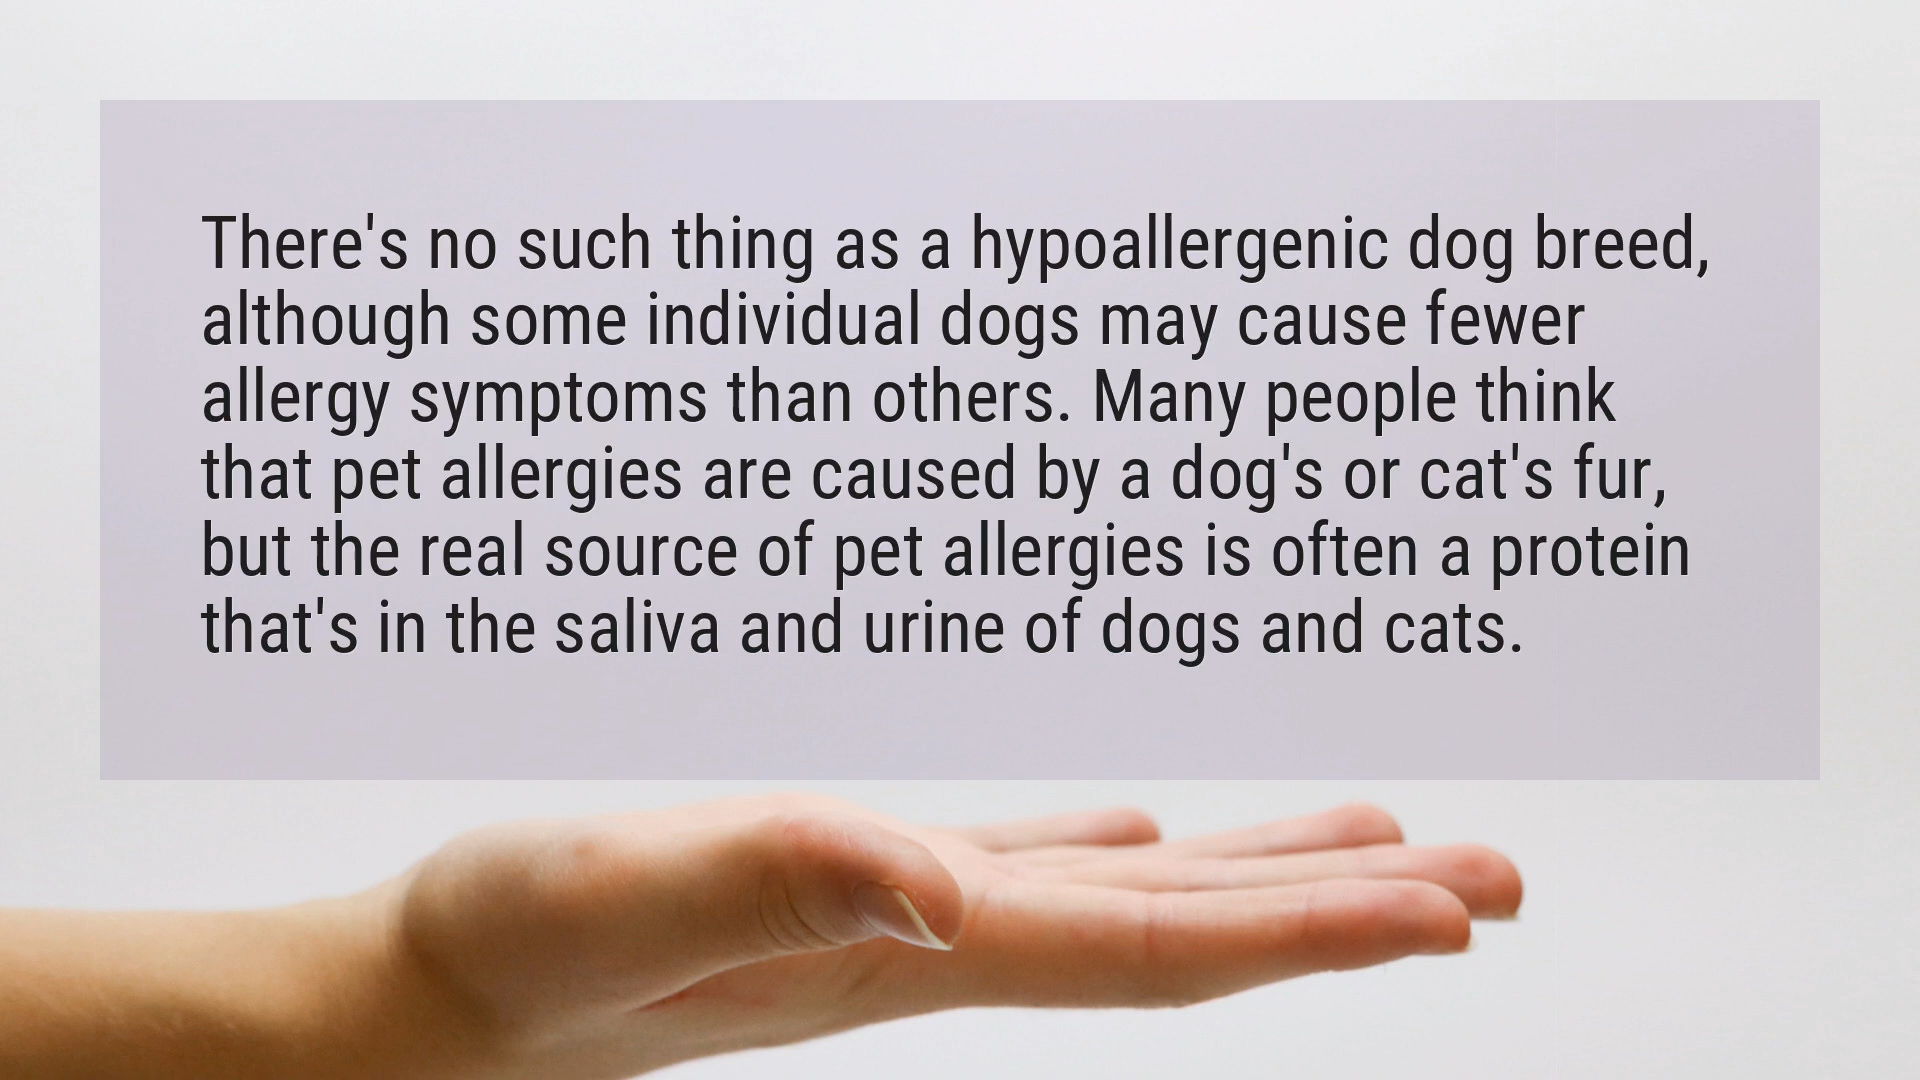 There's no such thing as a hypoallergenic dog breed,
although some individual dogs may cause fewer
allergy symptoms than others. Many people think
that pet allergies are caused by a dog's or cat's fur,
but the real source of pet allergies is often a protein
that's in the saliva and urine of dogs and cats.